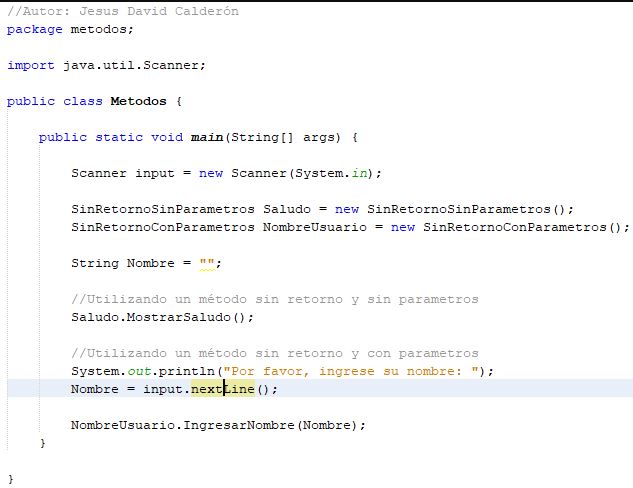 //Autor: Jesus David Calderón
package metodos;
import java.util.Scanner;
public class Metodos {
public static void main(String[] args) {
Scanner input = new Scanner(System.in);
SinRetornoSinParametros Saludo = new SinRetornoSinParametros();
SinRetornoConParametros NombreUsuario = new SinRetornoConParametros();
String Nombre = "";
//Utilizando un método sin retorno y sin parametros
Saludo.MostrarSaludo();
//Utilizando un método sin retorno y con parametros
System.out.println("Por favor, ingrese su nombre: ");
Nombre = input.nextLine();
NombreUsuario.IngresarNombre(Nombre);
}
}